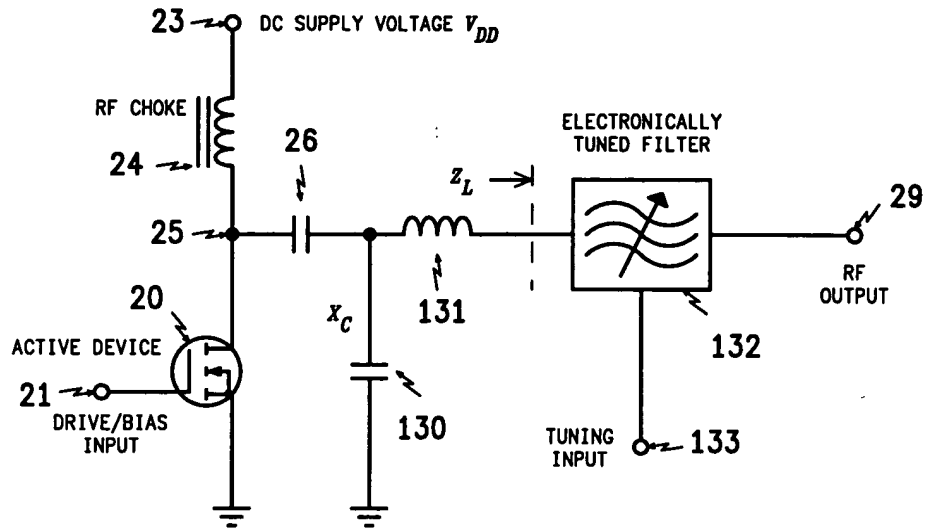 23
DC SUPPLY VOLTAGE V_DD
RF CHOKE
24
26
ELECTRONICALLY
TUNED FILTER
Z_L
29
25
131
RF
OUTPUT
20
X_C
132
ACTIVE DEVICE
21
DRIVE/BIAS
INPUT
130
TUNING
INPUT
133